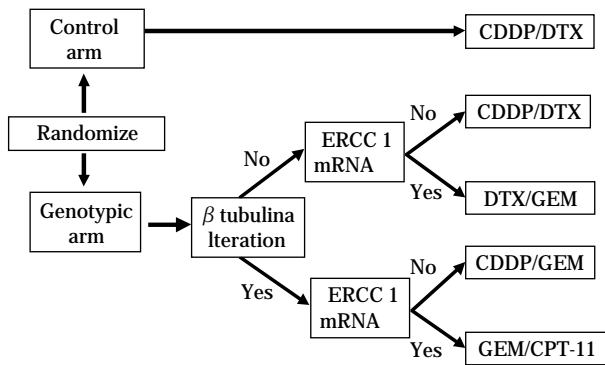 Control
arm
CDDP/DTX
Randomize
Genotypic
arm
β tubulina
lteration
No
Yes
ERCC 1
mRNA
No
CDDP/DTX
Yes
DTX/GEM
ERCC 1
mRNA
No
CDDP/GEM
Yes
GEM/CPT-11